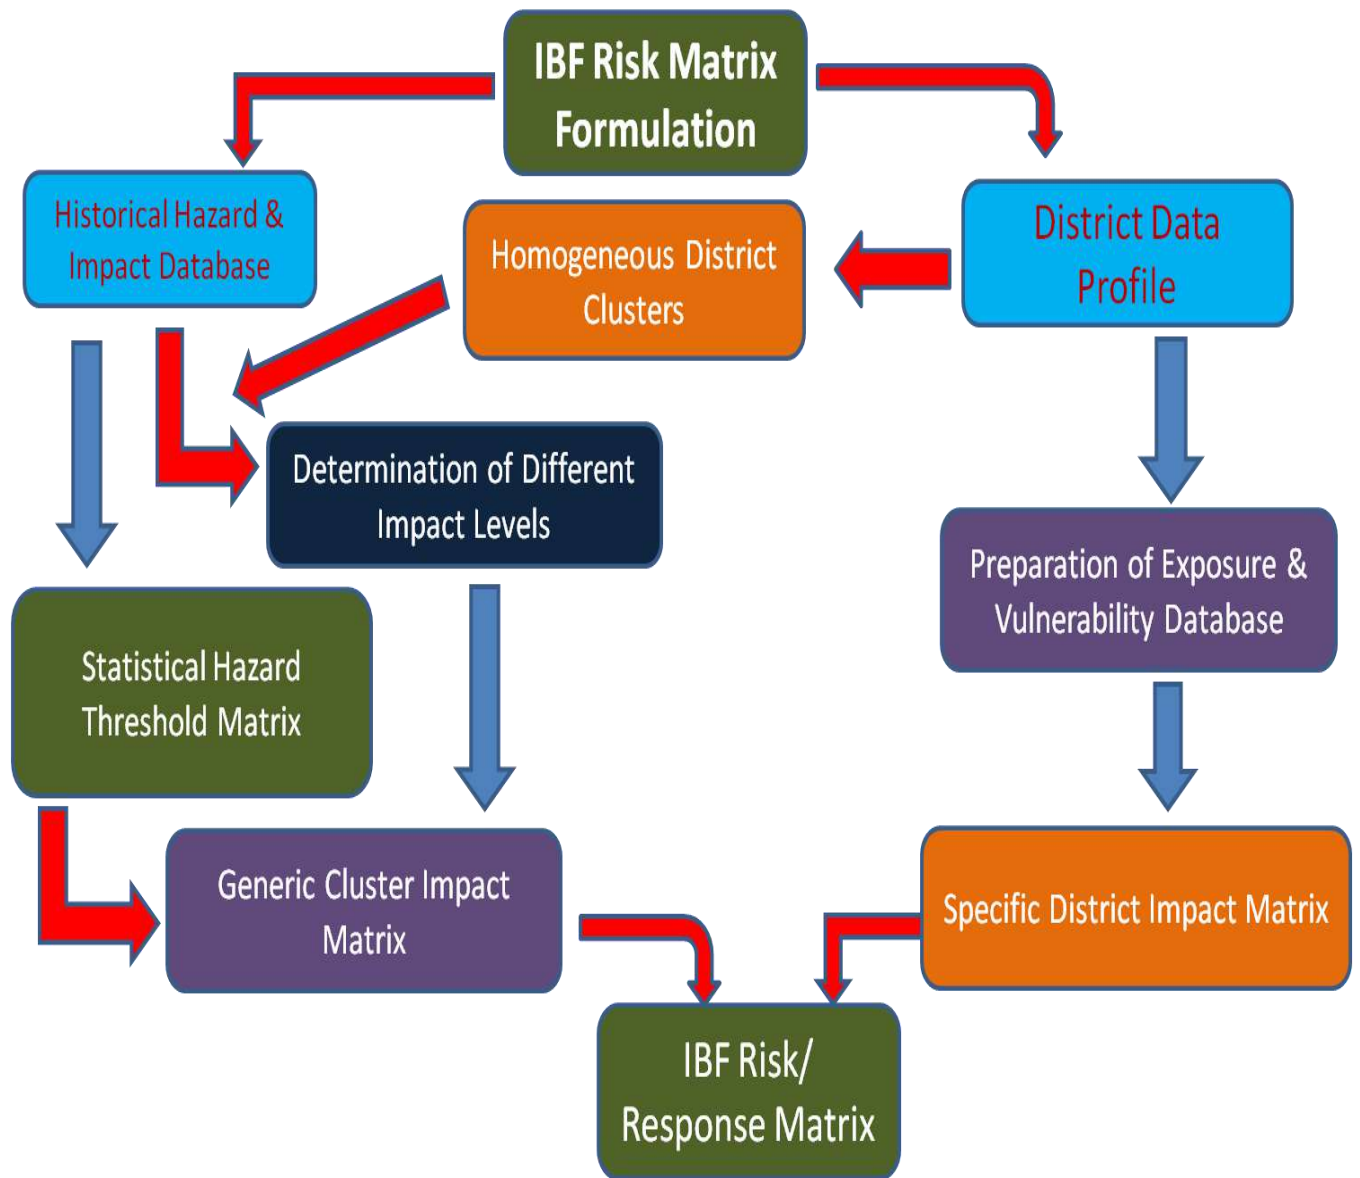 IBF Risk Matrix
Formulation
Historical Hazard &
Impact Database
Homogeneous District
Clusters
District Data
Profile
Determination of Different
Impact Levels
Preparation of Exposure &
Vulnerability Database
Statistical Hazard
Threshold Matrix
Generic Cluster Impact
Matrix
Specific District Impact Matrix
IBF Risk/
Response Matrix